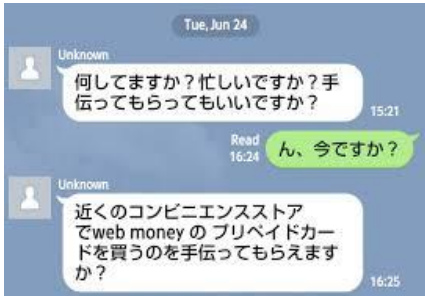 Tue, Jun 24
Unknown
何してますか？忙しいですか？手
伝ってもらってもいいですか？
15:21
Read
16:24
ん、今ですか？
Unknown
近くのコンビニエンスストア
でweb money の プリペイドカー
ドを買うのを手伝ってもらえます
か？
16:25